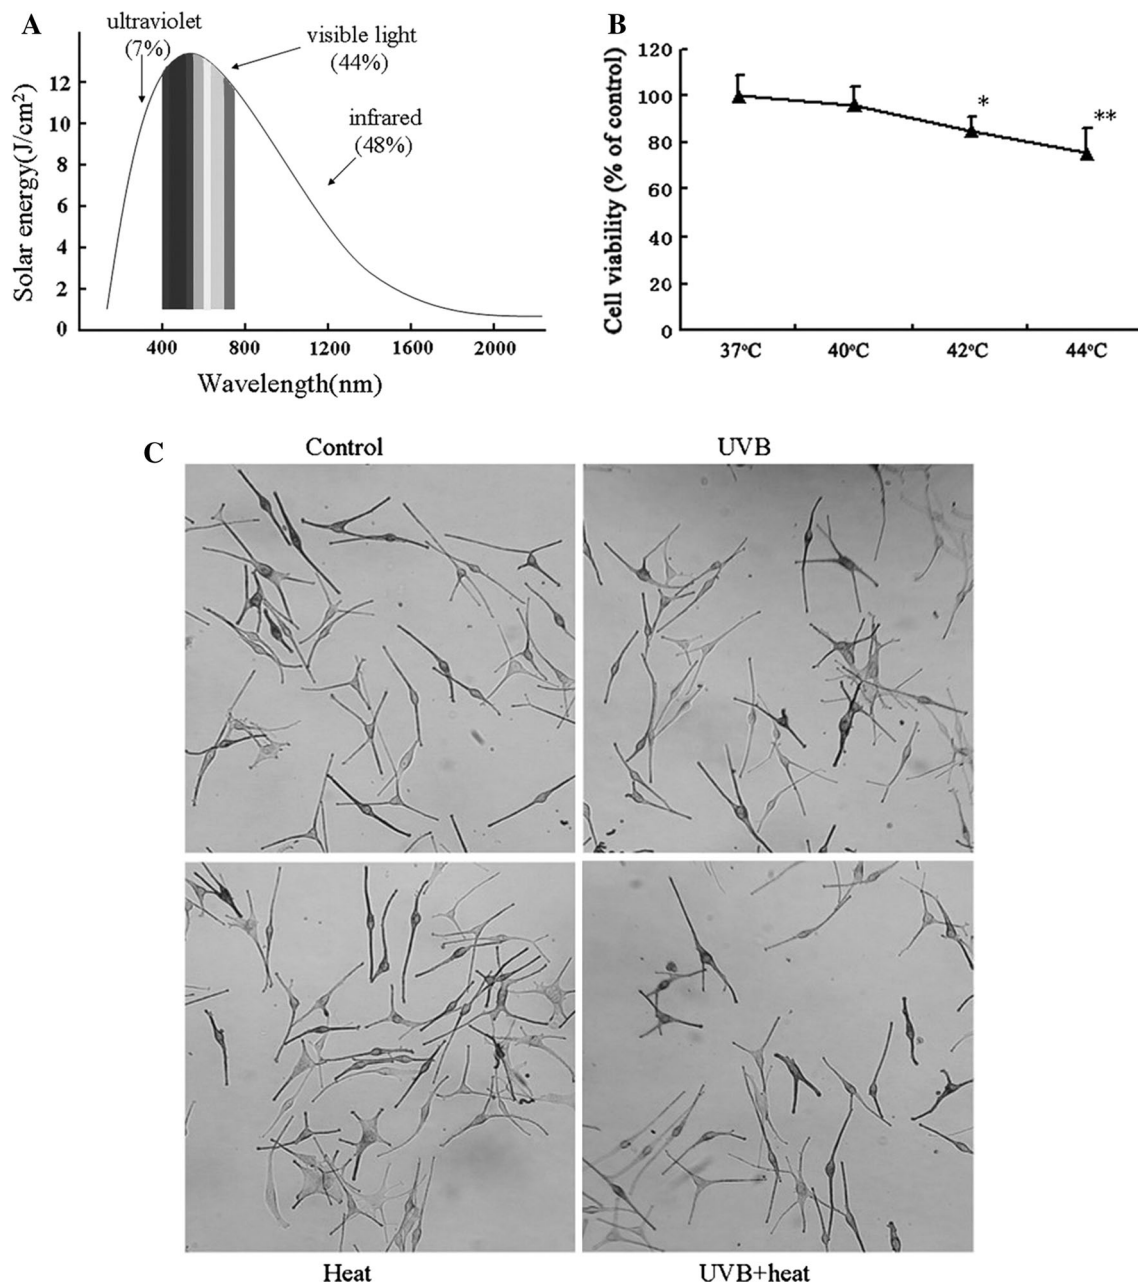 A
ultraviolet
(7%)
visible light
(44%)
infrared
(48%)
Solar energy(J/cm²)
12
10
8
6
4
2
0
400
800
1200
1600
2000
Wavelength(nm)
B
Cell viability (% of control)
120
100
80
60
40
20
0
*
**
37°C
40°C
42°C
44°C
C
Control
UVB
Heat
UVB+heat